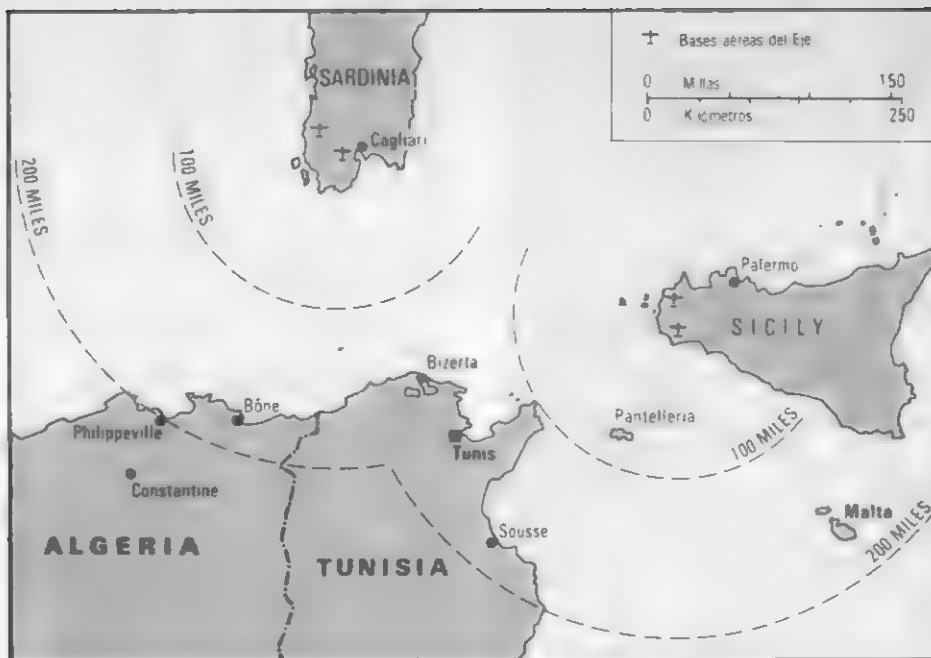 Bases aéreas del Eje
0 Millas 150
0 Kilómetros 250
SARDINIA
Cagliari
200 MILES
100 MILES
Palermo
SICILY
Bizerta
Bône
Philippeville
Pantelleria
100 MILES
Tunis
Constantine
Malta
200 MILES
Sousse
ALGERIA
TUNISIA